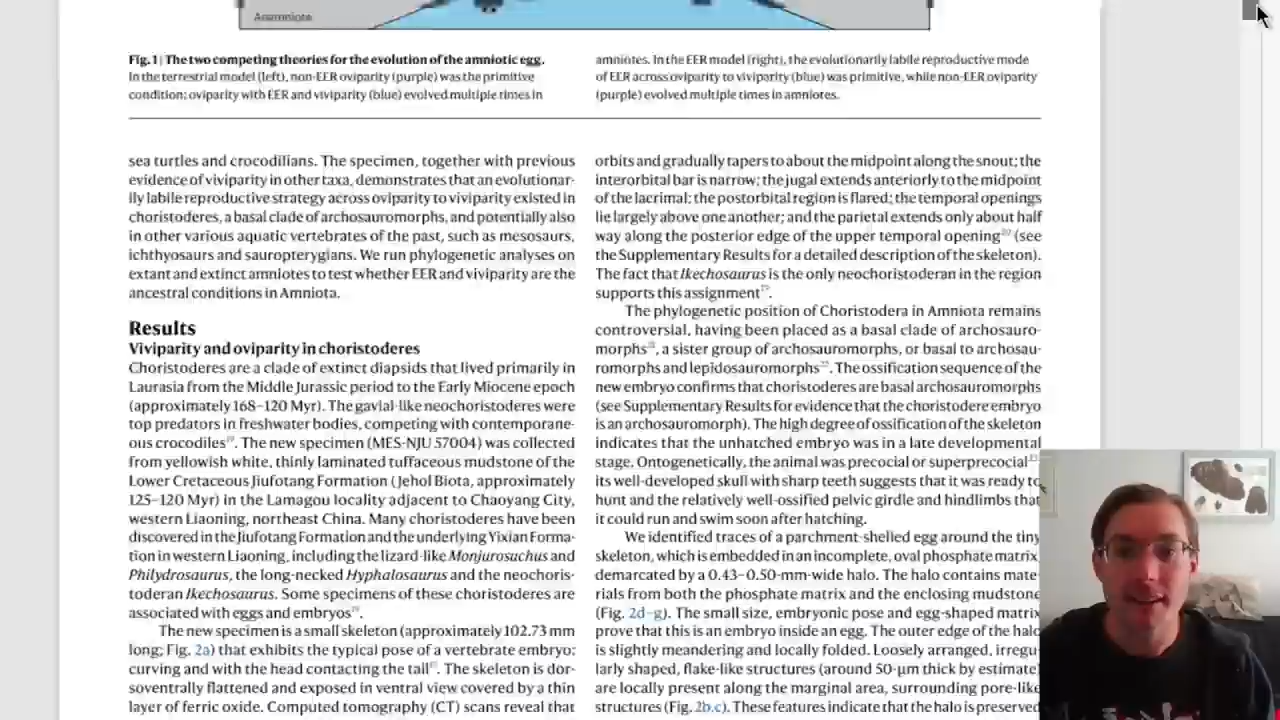 Anamniote
Fig. 1 | The two competing theories for the evolution of the amniotic egg.
In the terrestrial model (left), non-EER oviparity (purple) was the primitive
condition; oviparity with EER and viviparity (blue) evolved multiple times in
amniotes. In the EER model (right), the evolutionarily labile reproductive mode
of EER across oviparity to viviparity (blue) was primitive, while non-EER oviparity
(purple) evolved multiple times in amniotes.
sea turtles and crocodilians. The specimen, together with previous
evidence of viviparity in other taxa, demonstrates that an evolutionar-
ily labile reproductive strategy across oviparity to viviparity existed in
choristoderes, a basal clade of archosauromorphs, and potentially also
in other various aquatic vertebrates of the past, such as mesosaurs,
ichthyosaurs and sauropterygians. We run phylogenetic analyses on
extant and extinct amniotes to test whether EER and viviparity are the
ancestral conditions in Amniota.
Results
Viviparity and oviparity in choristoderes
Choristoderes are a clade of extinct diapsids that lived primarily in
Laurasia from the Middle Jurassic period to the Early Miocene epoch
(approximately 168–120 Myr). The gavial-like neochoristoderes were
top predators in freshwater bodies, competing with contemporane-
ous crocodiles19. The new specimen (MES-NJU 57004) was collected
from yellowish white, thinly laminated tuffaceous mudstone of the
Lower Cretaceous Jiufotang Formation (Jehol Biota, approximately
125–120 Myr) in the Lamagou locality adjacent to Chaoyang City,
western Liaoning, northeast China. Many choristoderes have been
discovered in the Jiufotang Formation and the underlying Yixian Forma-
tion in western Liaoning, including the lizard-like Monjurosuchus and
Philydrosaurus, the long-necked Hyphalosaurus and the neochoris-
toderan Ikechosaurus. Some specimens of these choristoderes are
associated with eggs and embryos19.
The new specimen is a small skeleton (approximately 102.73 mm
long; Fig. 2a) that exhibits the typical pose of a vertebrate embryo:
curving and with the head contacting the tail. The skeleton is dor-
soventrally flattened and exposed in ventral view covered by a thin
layer of ferric oxide. Computed tomography (CT) scans reveal that
orbits and gradually tapers to about the midpoint along the snout; the
interorbital bar is narrow; the jugal extends anteriorly to the midpoint
of the lacrimal; the postorbital region is flared; the temporal openings
lie largely above one another; and the parietal extends only about half
way along the posterior edge of the upper temporal opening20 (see
the Supplementary Results for a detailed description of the skeleton).
The fact that Ikechosaurus is the only neochoristoderan in the region
supports this assignment.
The phylogenetic position of Choristodera in Amniota remains
controversial, having been placed as a basal clade of archosauro-
morphs, a sister group of archosauromorphs, or basal to archosau-
romorphs and lepidosauromorphs. The ossification sequence of the
new embryo confirms that choristoderes are basal archosauromorphs
(see Supplementary Results for evidence that the choristodere embryo
is an archosauromorph). The high degree of ossification of the skeleton
indicates that the unhatched embryo was in a late developmental
stage. Ontogenetically, the animal was precocial or superprecocial
its well-developed skull with sharp teeth suggests that it was ready to
hunt and the relatively well-ossified pelvic girdle and hindlimbs that
it could run and swim soon after hatching.
We identified traces of a parchment-shelled egg around the tiny
skeleton, which is embedded in an incomplete, oval phosphate matrix
demarcated by a 0.43–0.50-mm-wide halo. The halo contains mate-
rials from both the phosphate matrix and the enclosing mudstone
(Fig. 2d–g). The small size, embryonic pose and egg-shaped matrix
prove that this is an embryo inside an egg. The outer edge of the halo
is slightly meandering and locally folded. Loosely arranged, irregu-
larly shaped, flake-like structures (around 50-μm thick by estimate)
are locally present along the marginal area, surrounding pore-like
structures (Fig. 2b,c). These features indicate that the halo is preserved